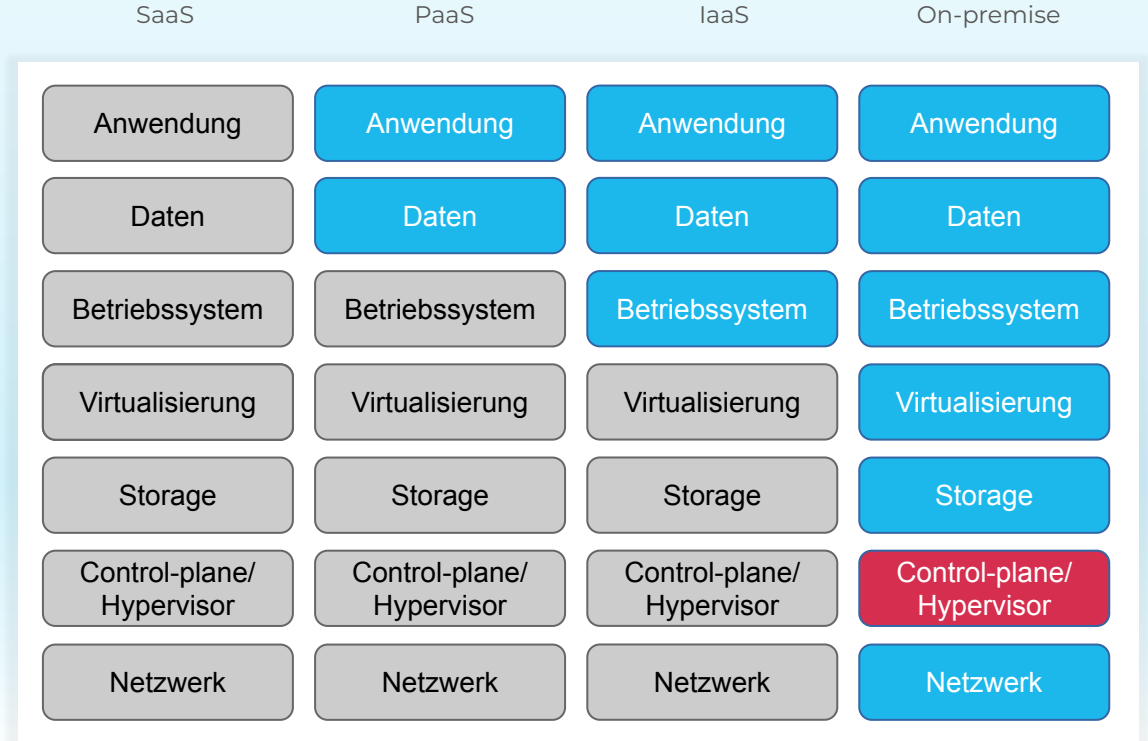 SaaS PaaS IaaS On-premise
Anwendung Anwendung Anwendung Anwendung
Daten Daten Daten Daten
Betriebssystem Betriebssystem Betriebssystem Betriebssystem
Virtualisierung Virtualisierung Virtualisierung Virtualisierung
Storage Storage Storage Storage
Control-plane/ Control-plane/ Control-plane/ Control-plane/
Hypervisor Hypervisor Hypervisor Hypervisor
Netzwerk Netzwerk Netzwerk Netzwerk